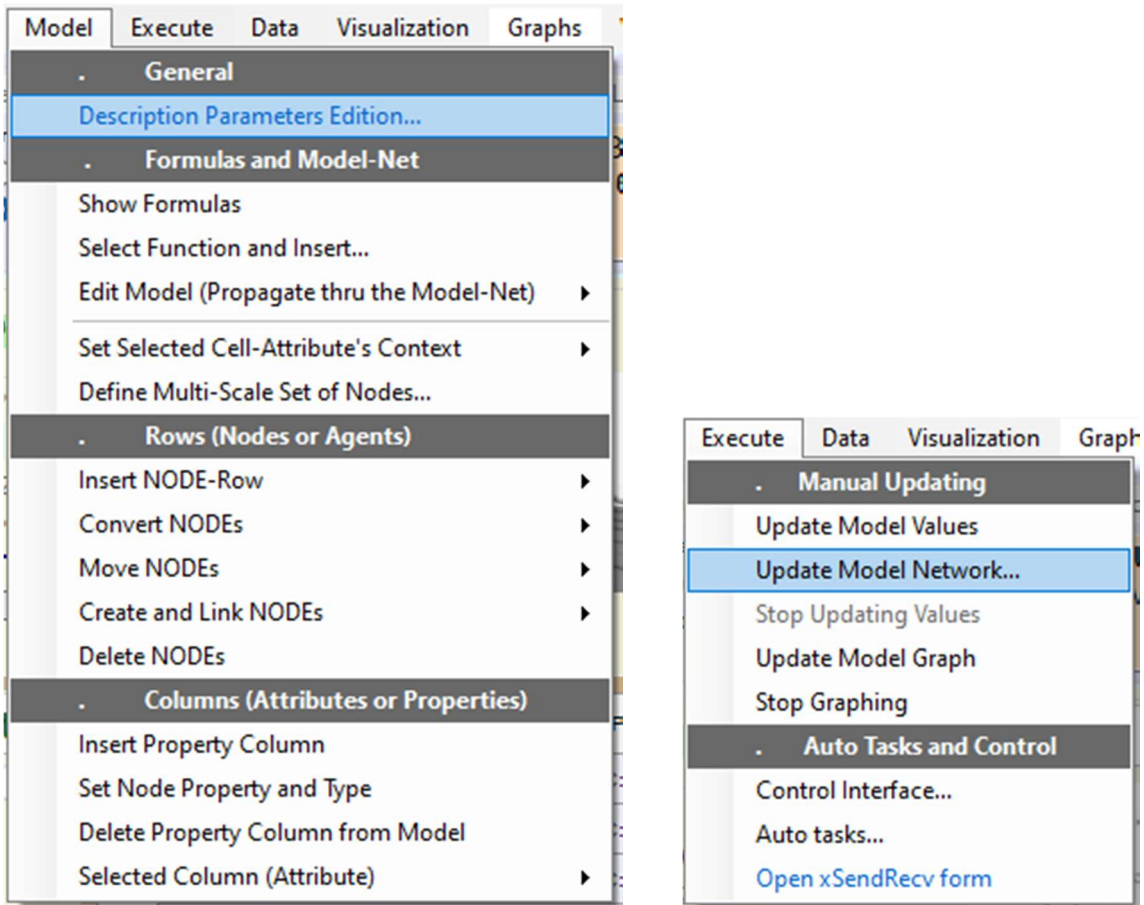 Model Execute Data Visualization Graphs
. General
Description Parameters Edition...
. Formulas and Model-Net
Show Formulas
Select Function and Insert...
Edit Model (Propagate thru the Model-Net)
Set Selected Cell-Attribute's Context
Define Multi-Scale Set of Nodes...
. Rows (Nodes or Agents)
Insert NODE-Row
Convert NODEs
Move NODEs
Create and Link NODEs
Delete NODEs
. Columns (Attributes or Properties)
Insert Property Column
Set Node Property and Type
Delete Property Column from Model
Selected Column (Attribute)
Execute Data Visualization Graph
. Manual Updating
Update Model Values
Update Model Network...
Stop Updating Values
Update Model Graph
Stop Graphing
. Auto Tasks and Control
Control Interface...
Auto tasks...
Open xSendRecv form